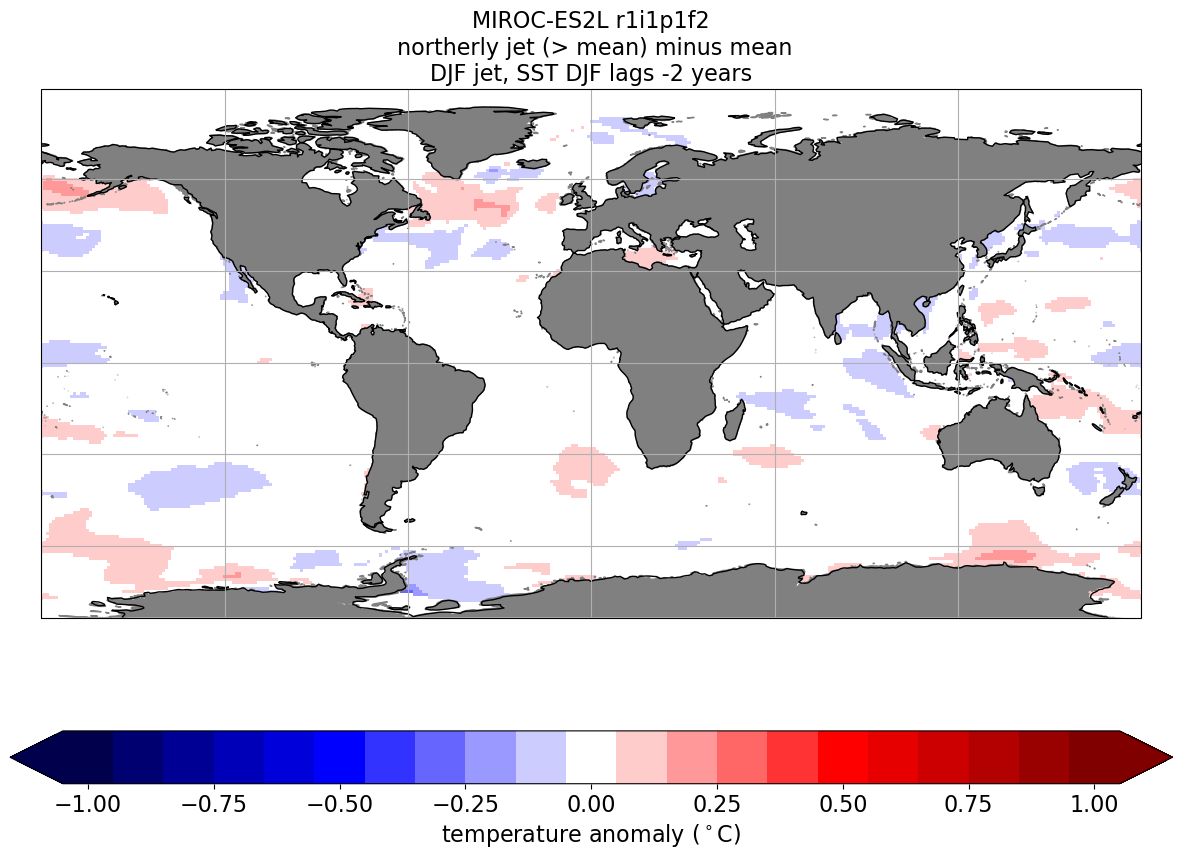 MIROC-ES2L r1i1p1f2
northerly jet (> mean) minus mean
DJF jet, SST DJF lags -2 years
−1.00 −0.75 −0.50 −0.25 0.00 0.25 0.50 0.75 1.00
temperature anomaly (°C)